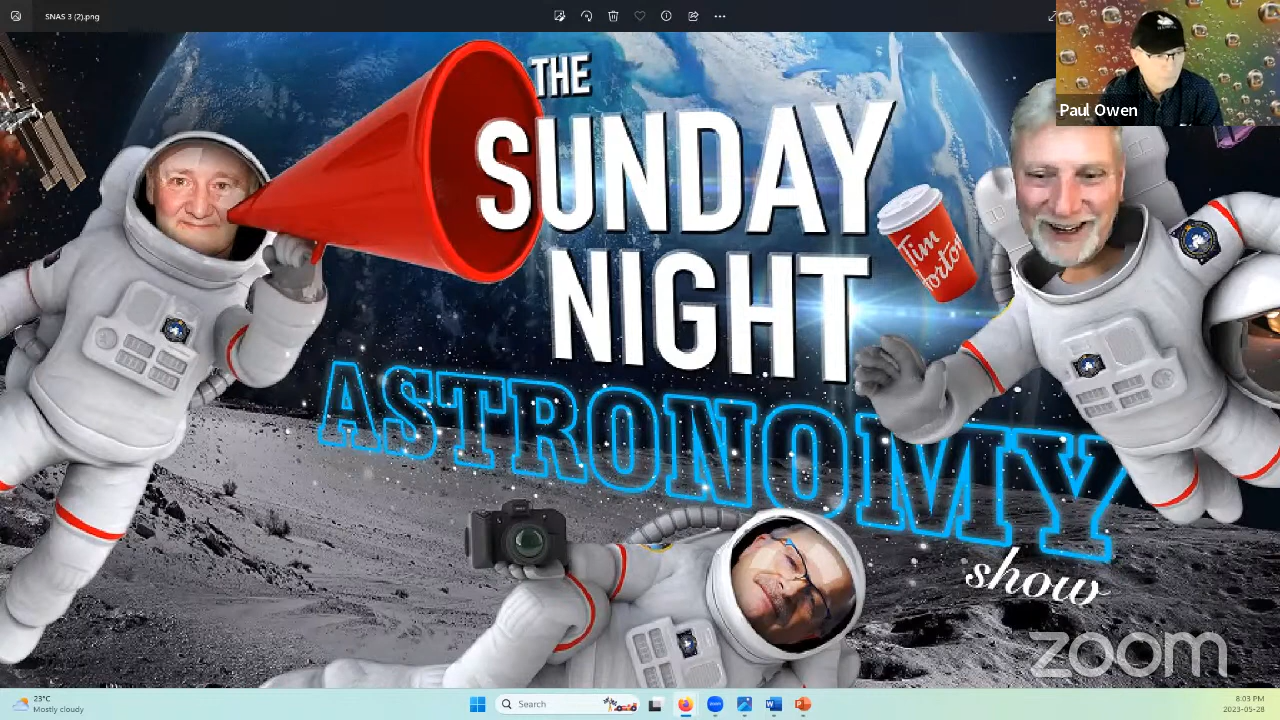 SNAS 3 (2).png
Paul Owen
THE
SUNDAY
NIGHT
ASTRONOMY
show
Tim
Horton
zoom
23°C
Mostly cloudy
Search
8:03 PM
2023-05-28